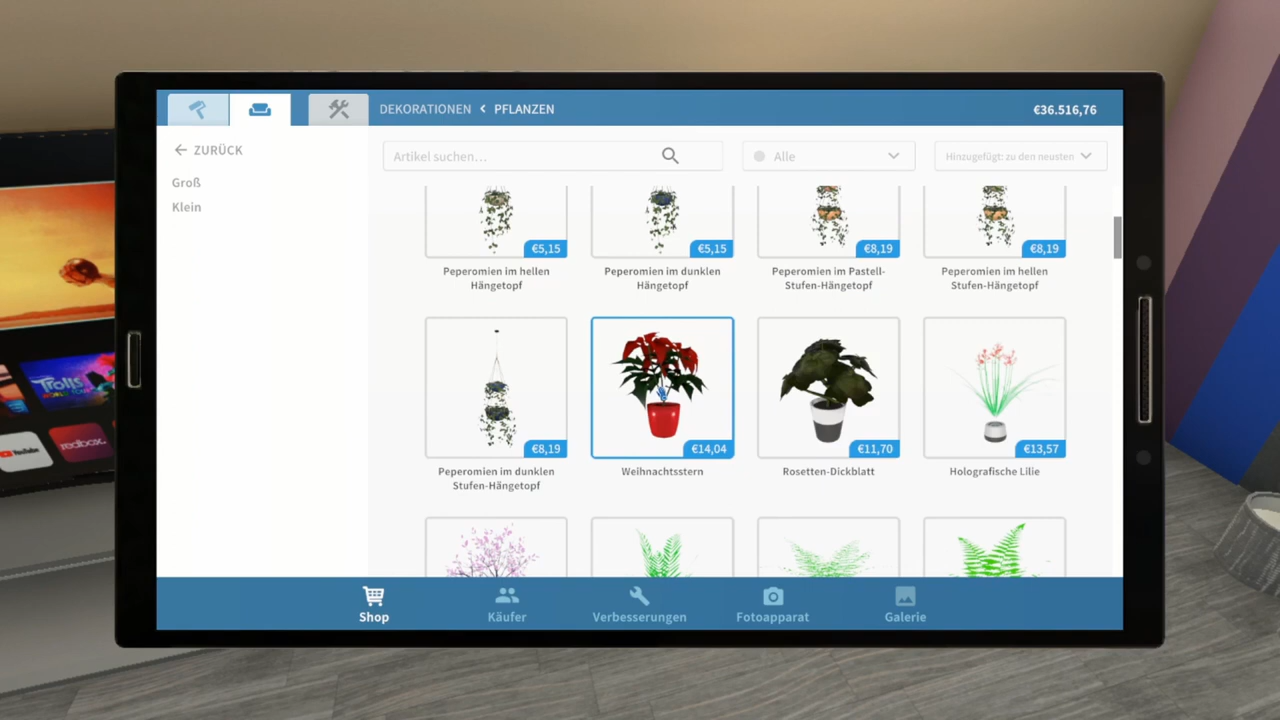 DEKORATIONEN < PFLANZEN
€36.516,76
ZURÜCK
Groß
Klein
Artikel suchen...
Alle
Hinzugefügt: zu den neusten
€5,15
€5,15
€8,19
€8,19
Peperomien im hellen
Hängetopf
Peperomien im dunklen
Hängetopf
Peperomien im Pastell-
Stufen-Hängetopf
Peperomien im hellen
Stufen-Hängetopf
€8,19
€14,04
€11,70
€13,57
Peperomien im dunklen
Stufen-Hängetopf
Weihnachtsstern
Rosetten-Dickblatt
Holografische Lilie
Trolls
YouTube
redbox.
Shop
Käufer
Verbesserungen
Fotoapparat
Galerie